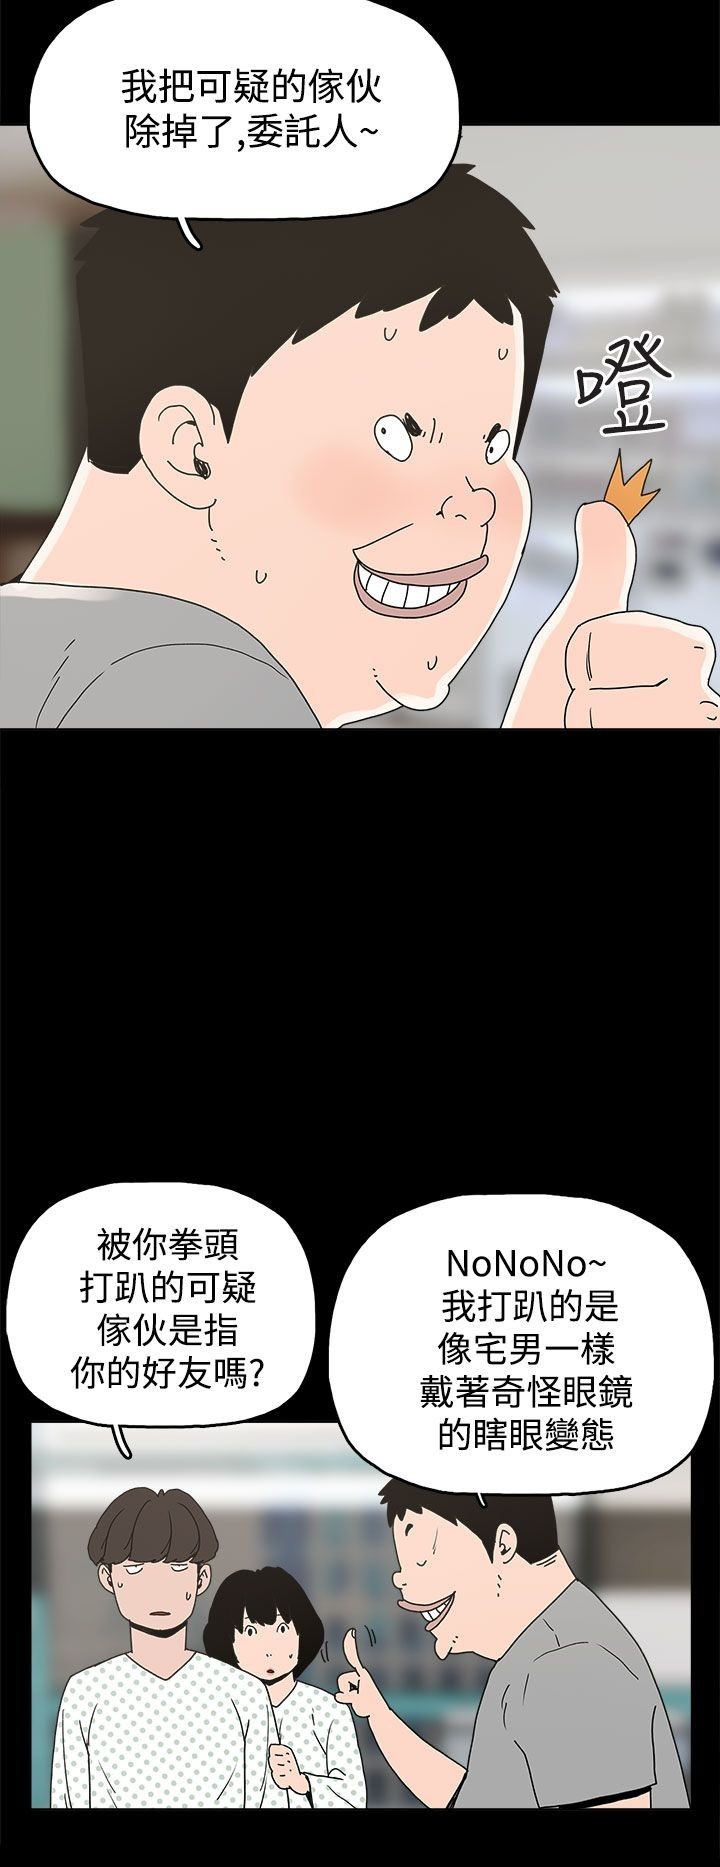 我把可疑的傢伙
除掉了,委託人~
噔
被你拳頭
打趴的可疑
傢伙是指
你的好友嗎?
NoNoNo~
我打趴的是
像宅男一樣
戴著奇怪眼鏡
的瞎眼變態